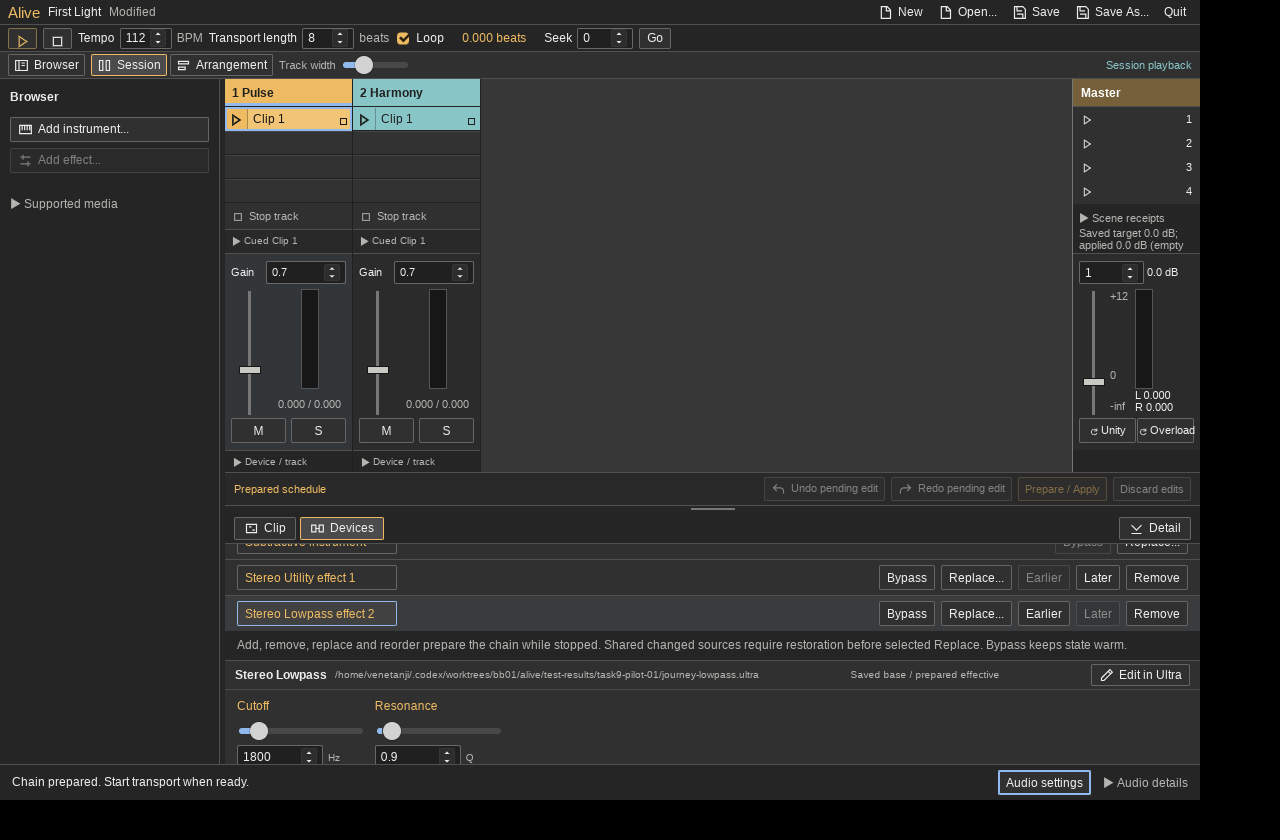 Alive First Light Modified New Open... Save Save As... Quit
Tempo 112 BPM Transport length 8 beats Loop 0.000 beats Seek 0 Go
Browser Session Arrangement Track width Session playback
Browser
Add instrument...
Add effect...
Supported media
1 Pulse 2 Harmony
Clip 1 Clip 1
Stop track Stop track
Cued Clip 1 Cued Clip 1
Gain 0.7 Gain 0.7
0.000 / 0.000 0.000 / 0.000
M S M S
Device / track Device / track
Master
1
2
3
4
Scene receipts
Saved target 0.0 dB;
applied 0.0 dB (empty
1 0.0 dB
+12
0
-inf
L 0.000
R 0.000
Unity Overload
Prepared schedule Undo pending edit Redo pending edit Prepare / Apply Discard edits
Clip Devices Detail
Subtractive instrument Bypass Replace...
Stereo Utility effect 1 Bypass Replace... Earlier Later Remove
Stereo Lowpass effect 2 Bypass Replace... Earlier Later Remove
Add, remove, replace and reorder prepare the chain while stopped. Shared changed sources require restoration before selected Replace. Bypass keeps state warm.
Stereo Lowpass /home/venetanji/.codex/worktrees/bb01/alive/test-results/task9-pilot-01/journey-lowpass.ultra Saved base / prepared effective Edit in Ultra
Cutoff Resonance
1800 Hz 0.9 Q
Chain prepared. Start transport when ready. Audio settings Audio details